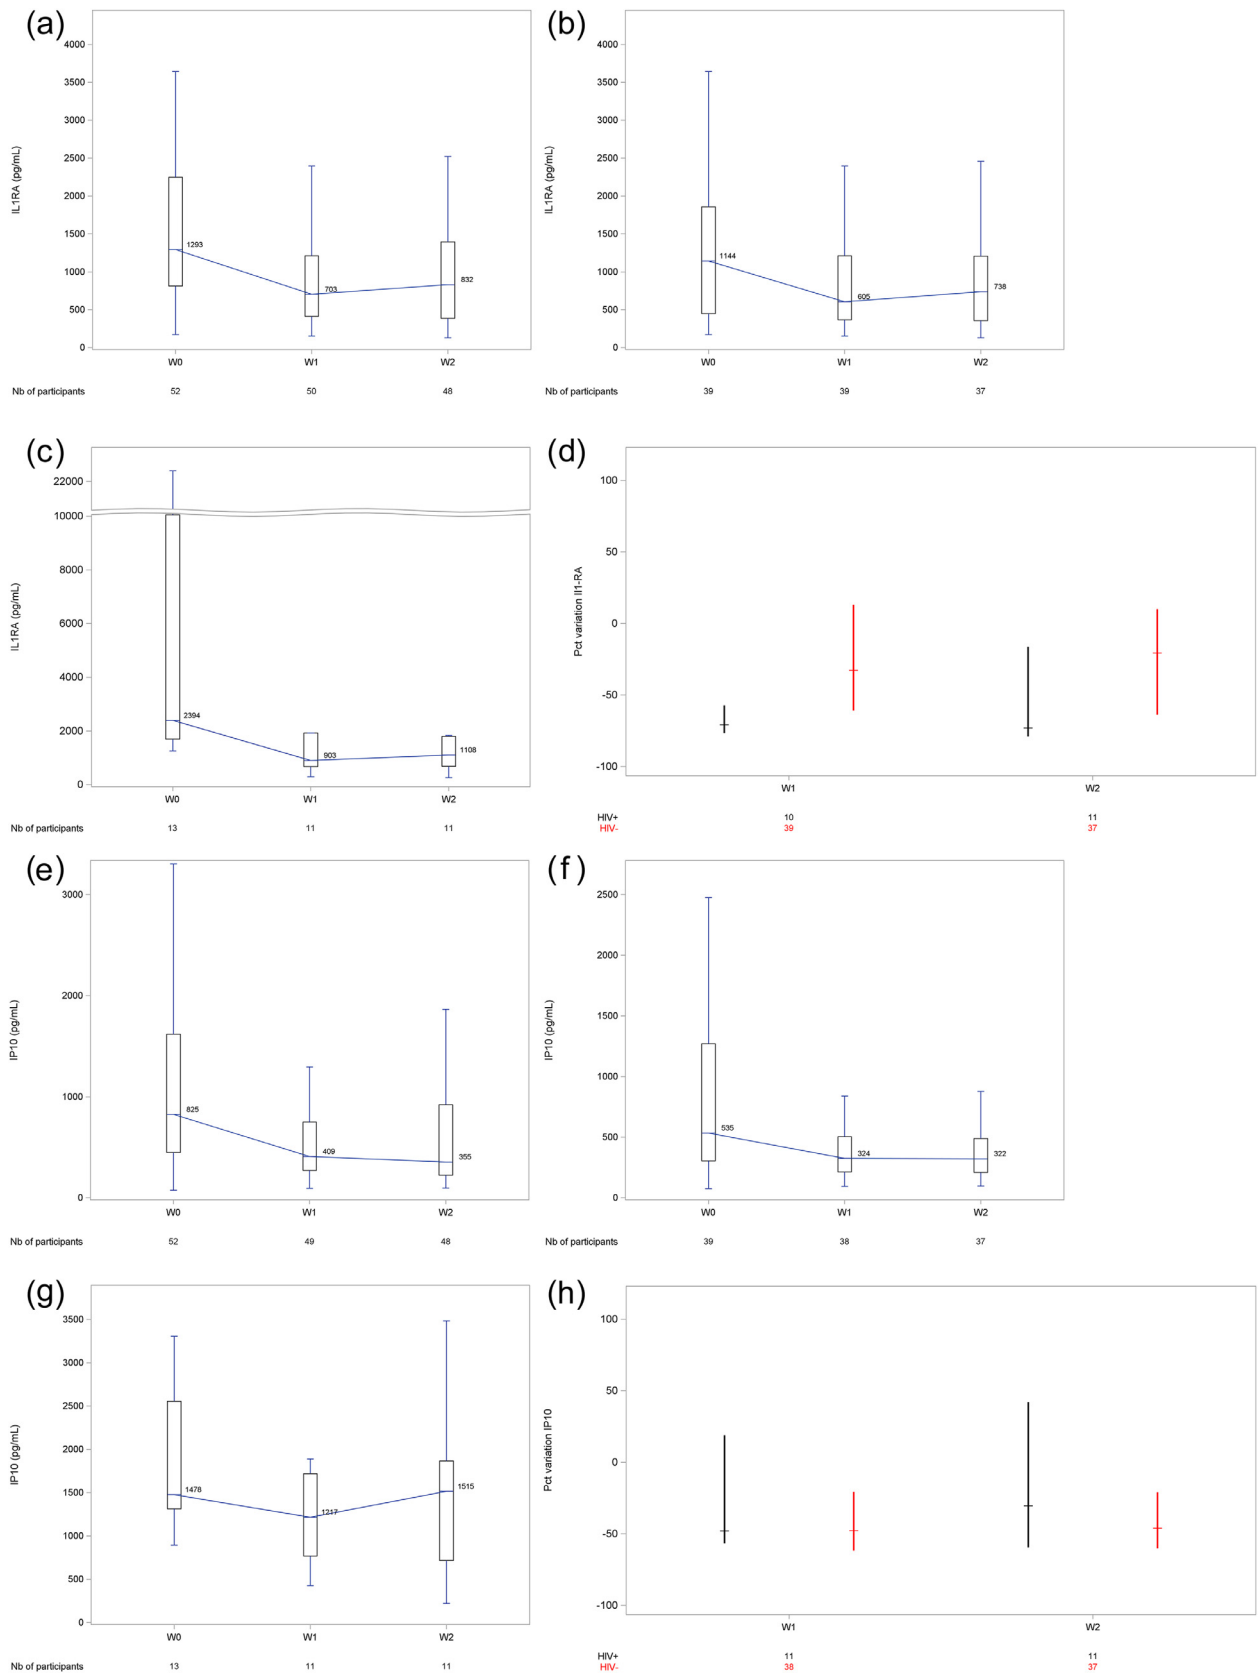 (a)
4000
3500
3000
2500
2000
1500
1000
500
0
IL1RA (pg/mL)
1293
703
832
W0 W1 W2
Nb of participants 52 50 48
(b)
4000
3500
3000
2500
2000
1500
1000
500
0
IL1RA (pg/mL)
1144
605
738
W0 W1 W2
39 39 37
(c)
22000
10000
8000
6000
4000
2000
0
IL1RA (pg/mL)
2394
903
1108
W0 W1 W2
Nb of participants 13 11 11
(d)
100
50
0
-50
-100
Pct variation Il1-RA
W1 W2
HIV+ 10 11
HIV- 39 37
(e)
3000
2000
1000
0
IP10 (pg/mL)
825
409
355
W0 W1 W2
Nb of participants 52 49 48
(f)
2500
2000
1500
1000
500
0
IP10 (pg/mL)
535
324
322
W0 W1 W2
Nb of participants 39 38 37
(g)
3500
3000
2500
2000
1500
1000
500
0
IP10 (pg/mL)
1478
1217
1515
W0 W1 W2
Nb of participants 13 11 11
(h)
100
50
0
-50
-100
Pct variation IP10
W1 W2
HIV+ 11 11
HIV- 38 37